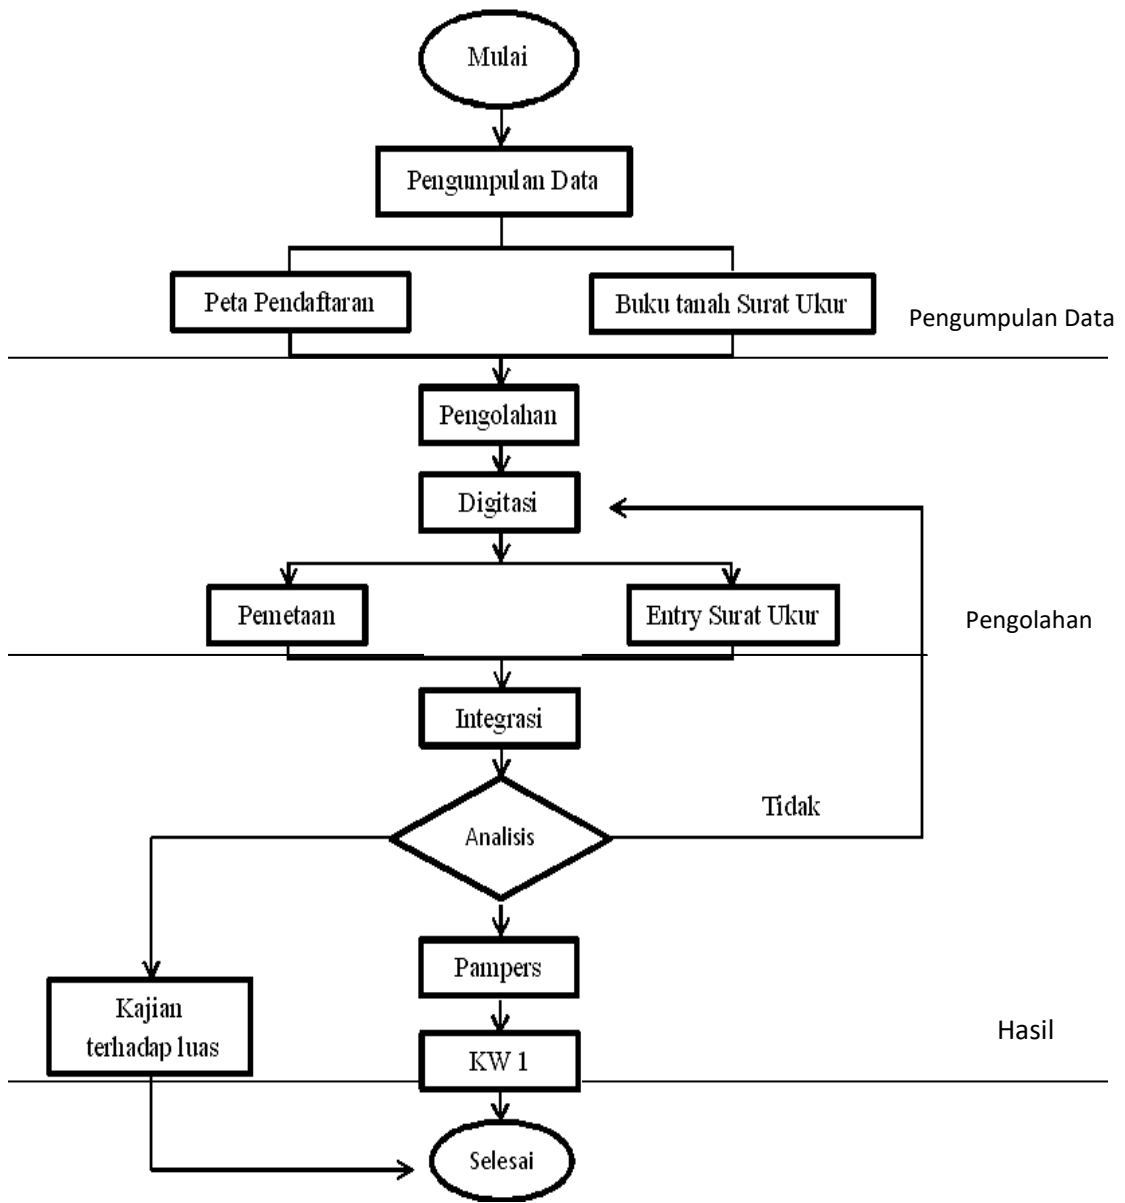 Mulai
Pengumpulan Data
Peta Pendaftaran
Buku tanah Surat Ukur
Pengumpulan Data
Pengolahan
Digitasi
Pemetaan
Entry Surat Ukur
Pengolahan
Integrasi
Tidak
Analisis
Pampers
Kajian
terhadap luas
Hasil
KW 1
Selesai